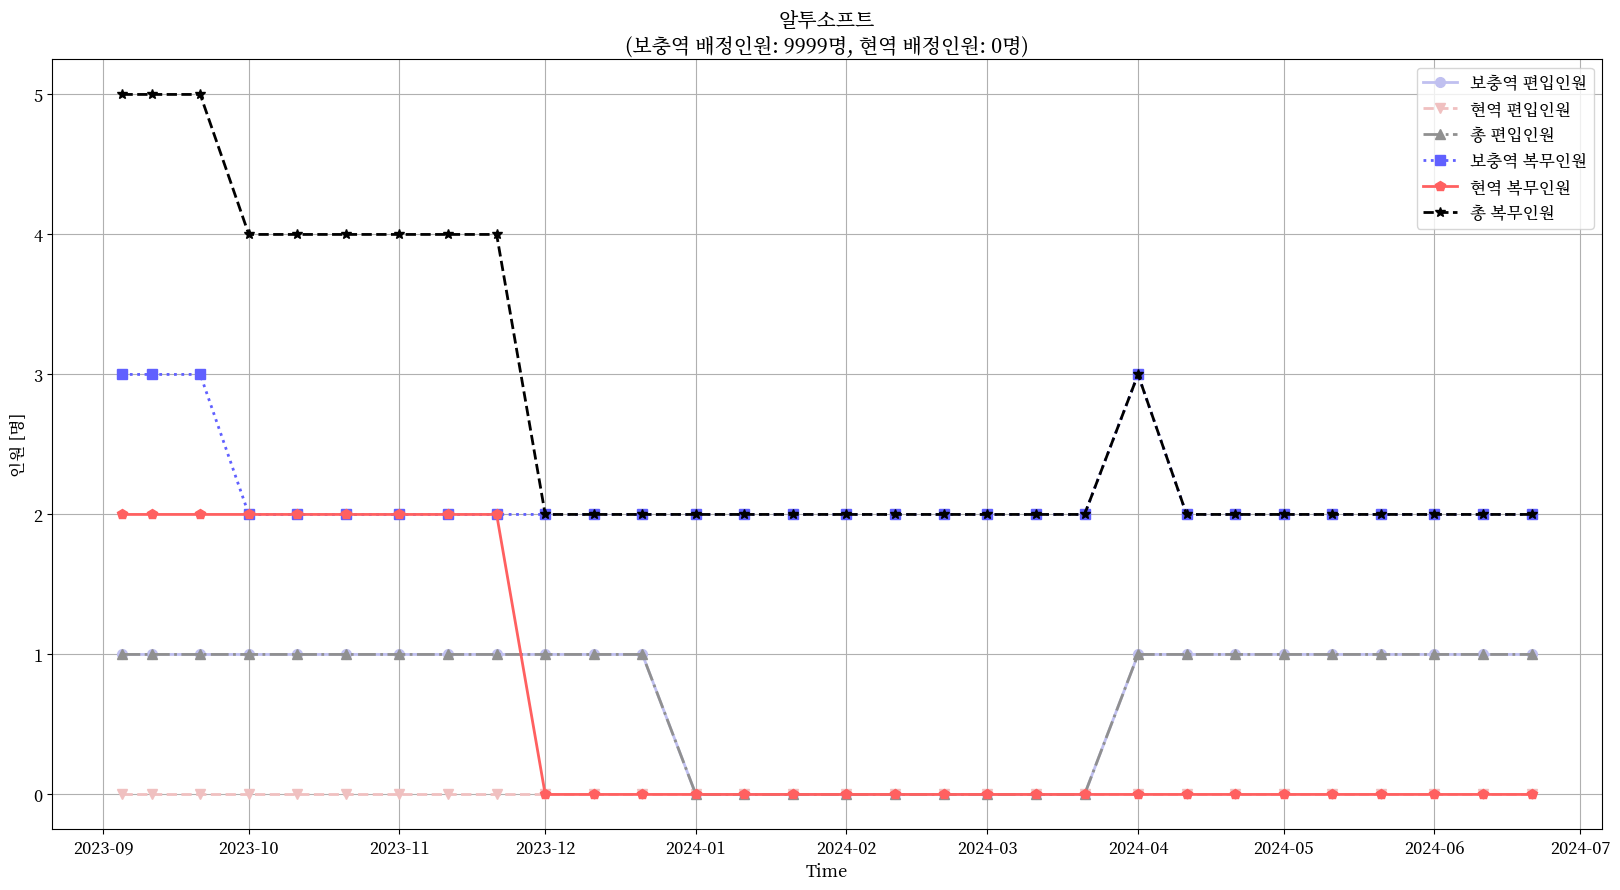 알투소프트
(보충역 배정인원: 9999명, 현역 배정인원: 0명)
보충역 편입인원
현역 편입인원
총 편입인원
보충역 복무인원
현역 복무인원
총 복무인원
인원 [명]
5
4
3
2
1
0
2023-09
2023-10
2023-11
2023-12
2024-01
2024-02
2024-03
2024-04
2024-05
2024-06
2024-07
Time